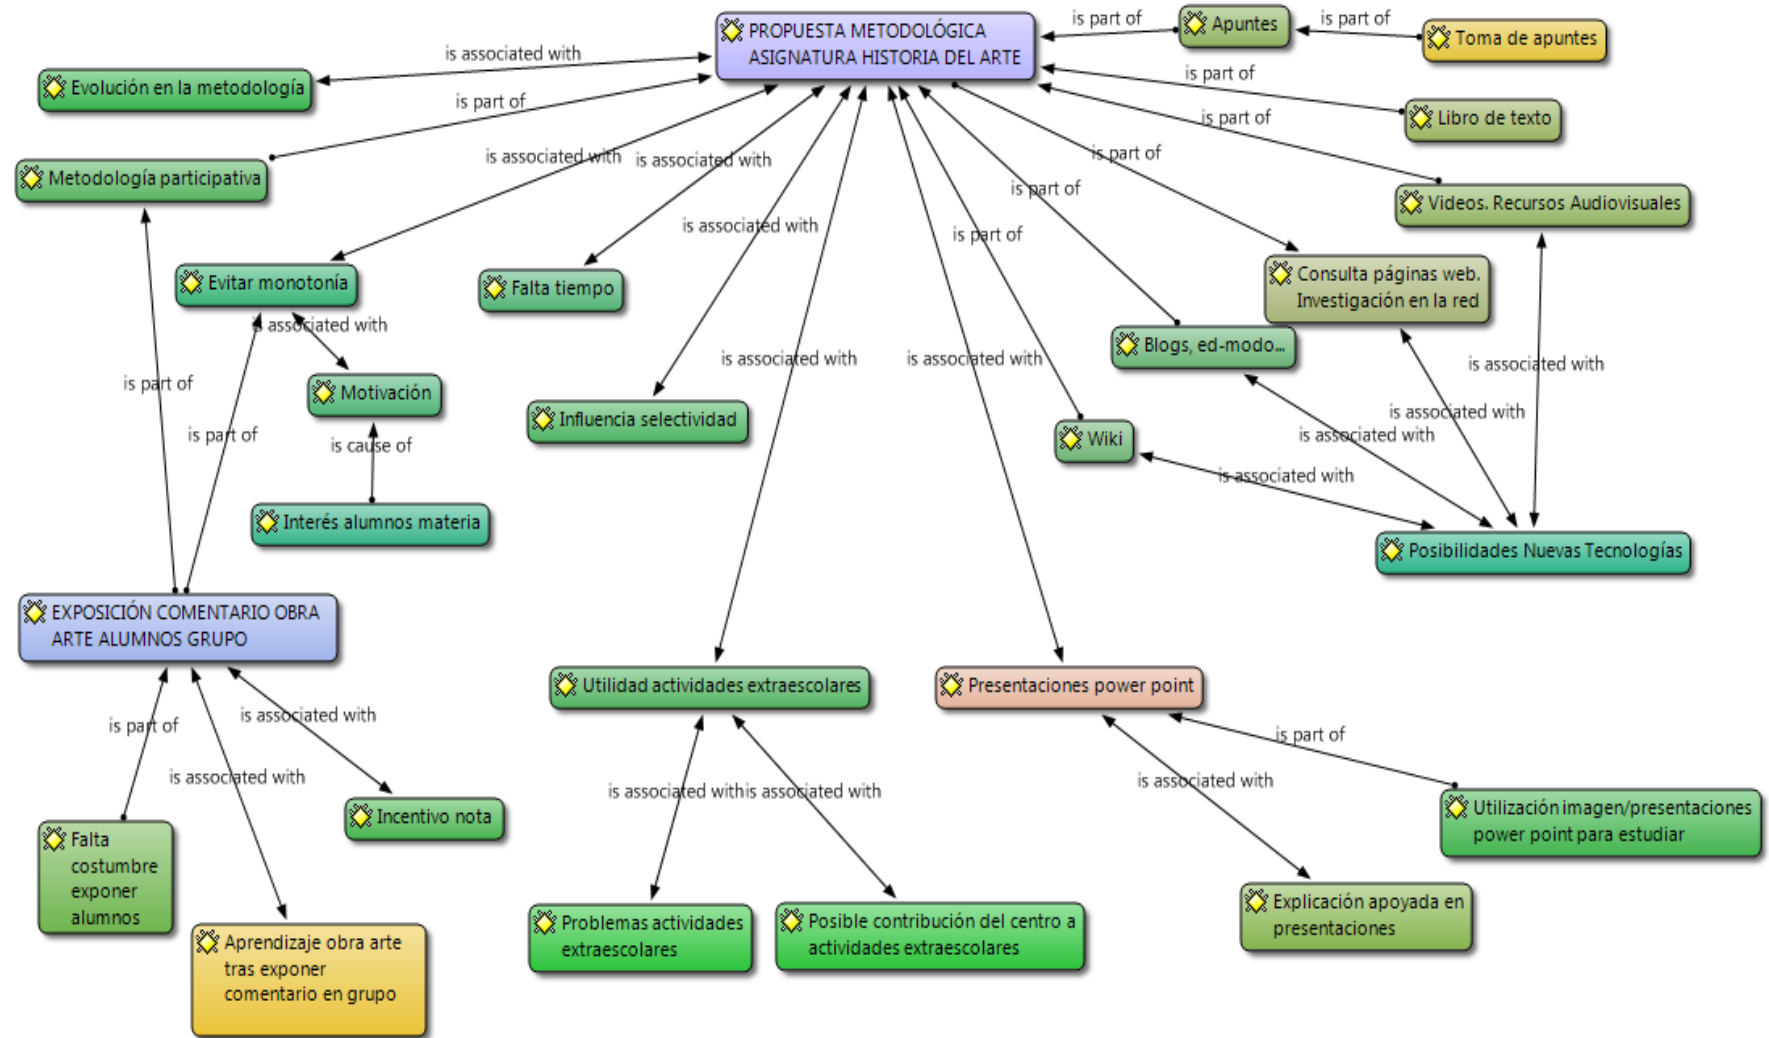 PROPUESTA METODOLÓGICA
ASIGNATURA HISTORIA DEL ARTE
is part of
Apuntes
is part of
Toma de apuntes
is associated with
Evolución en la metodología
is part of
is part of
Libro de texto
is part of
is associated with
is associated with
is part of
Metodología participativa
is part of
Videos. Recursos Audiovisuales
is associated with
is part of
Evitar monotonía
Falta tiempo
Consulta páginas web.
Investigación en la red
is associated with
Blogs, ed-modo...
is associated with
is associated with
is associated with
is part of
Motivación
is associated with
Influencia selectividad
is part of
is cause of
Wiki
is associated with
is associated with
Interés alumnos materia
Posibilidades Nuevas Tecnologías
EXPOSICIÓN COMENTARIO OBRA
ARTE ALUMNOS GRUPO
Utilidad actividades extraescolares
Presentaciones power point
is part of
is associated with
is part of
is associated with
is associated with
is associated with
is associated with
Incentivo nota
Utilización imagen/presentaciones
power point para estudiar
Falta
costumbre
exponer
alumnos
Problemas actividades
extraescolares
Posible contribución del centro a
actividades extraescolares
Explicación apoyada en
presentaciones
Aprendizaje obra arte
tras exponer
comentario en grupo